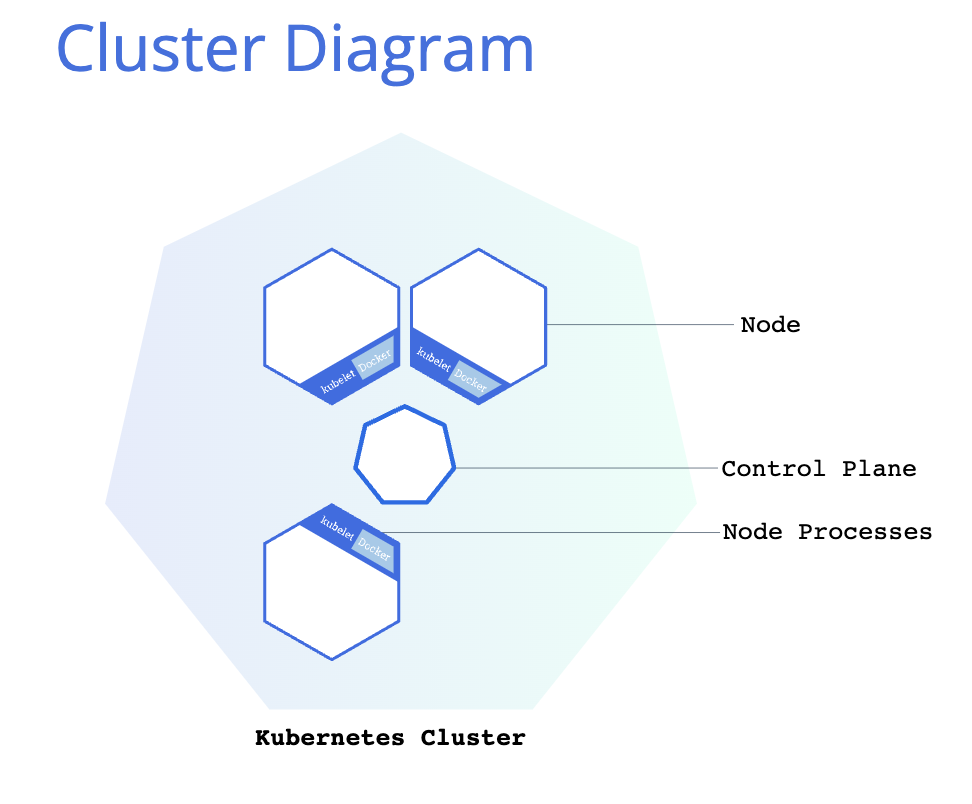 Cluster Diagram
kubelet
Docker
kubelet
Docker
Node
Control Plane
kubelet
Docker
Node Processes
Kubernetes Cluster